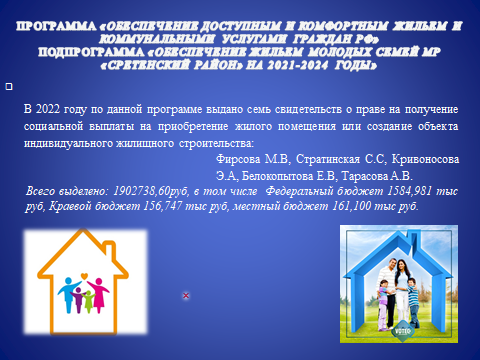 ПРОГРАММА «ОБЕСПЕЧЕНИЕ ДОСТУПНЫМ И КОМФОРТНЫМ ЖИЛЬЕМ И
КОММУНАЛЬНЫМИ УСЛУГАМИ ГРАЖДАН РФ»
ПОДПРОГРАММА «ОБЕСПЕЧЕНИЕ ЖИЛЬЕМ МОЛОДЫХ СЕМЕЙ МР
«СРЕТЕНСКИЙ РАЙОН» НА 2021-2024 ГОДЫ»
В 2022 году по данной программе выдано семь свидетельств о праве на получение
социальной выплаты на приобретение жилого помещения или создание объекта
индивидуального жилищного строительства:
Фирсова М.В, Стратинская С.С, Кривоносова
Э.А, Белокопытова Е.В, Тарасова А.В.
Всего выделено: 1902738,60руб, в том числе Федеральный бюджет 1584,981 тыс
руб, Краевой бюджет 156,747 тыс руб, местный бюджет 161,100 тыс руб.
VOTED